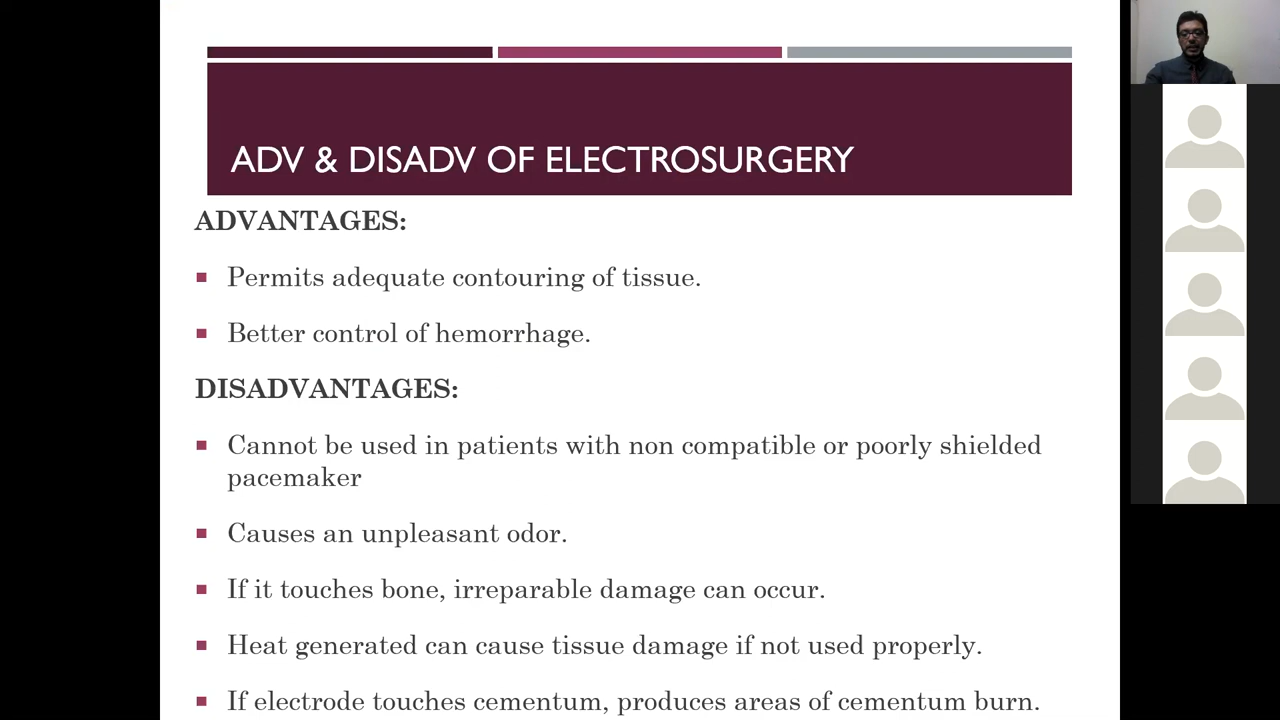 ADV & DISADV OF ELECTROSURGERY
ADVANTAGES:
Permits adequate contouring of tissue.
Better control of hemorrhage.
DISADVANTAGES:
Cannot be used in patients with non compatible or poorly shielded
pacemaker
Causes an unpleasant odor.
If it touches bone, irreparable damage can occur.
Heat generated can cause tissue damage if not used properly.
If electrode touches cementum, produces areas of cementum burn.